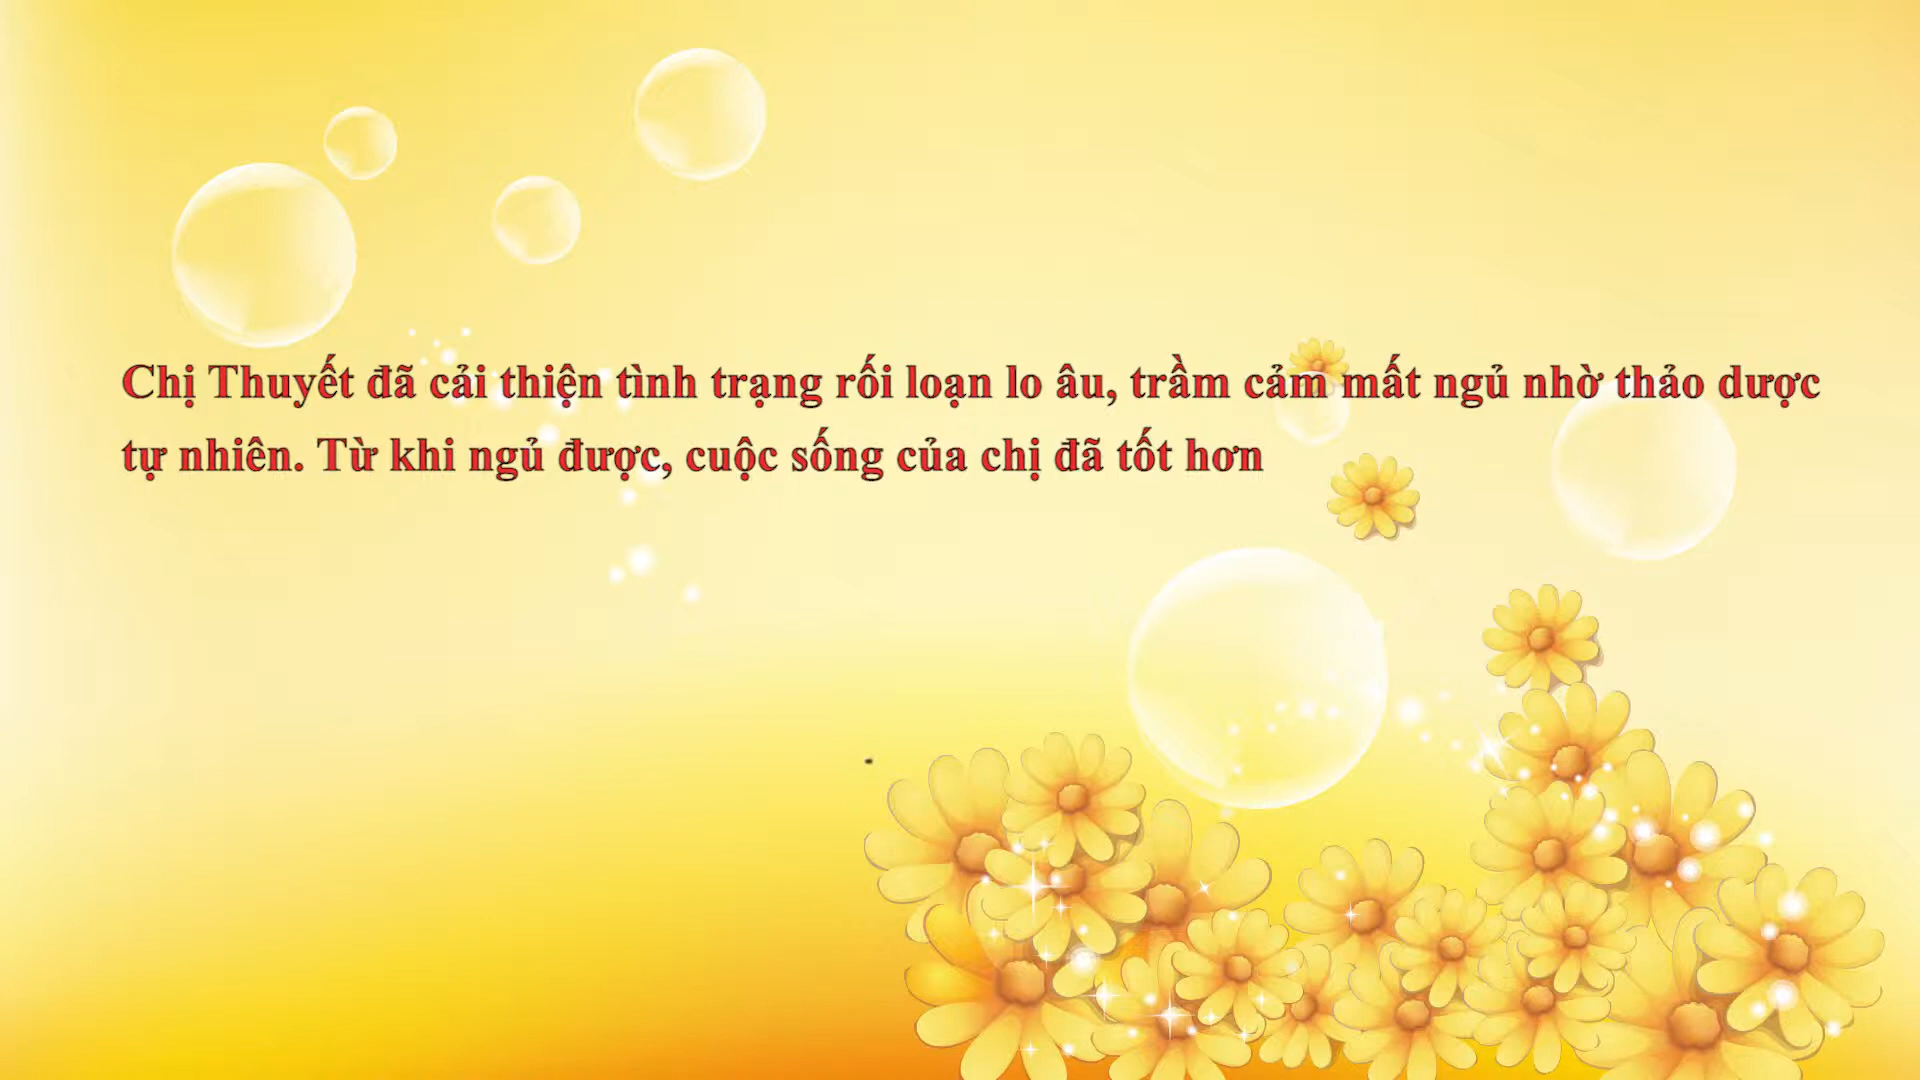 Chị Thuyết đã cải thiện tình trạng rối loạn lo âu, trầm cảm mất ngủ nhờ thảo dược
tự nhiên. Từ khi ngủ được, cuộc sống của chị đã tốt hơn